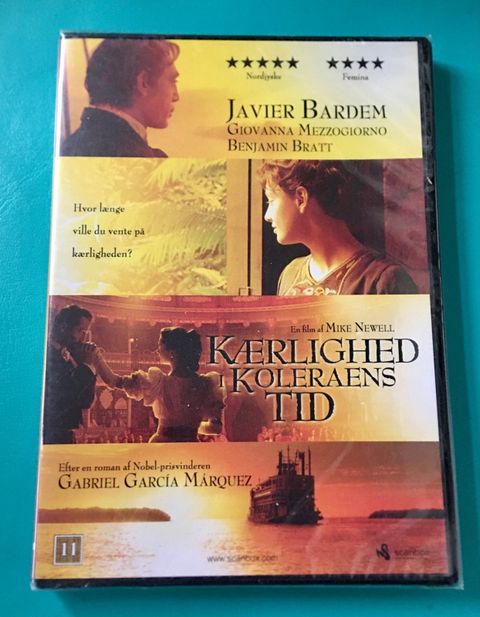 ★★★★★ ★★★★
Nordjyske Femina
JAVIER BARDEM
GIOVANNA MEZZOGIORNO
BENJAMIN BRATT
Hvor længe
ville du vente på
kærligheden?
En film af MIKE NEWELL
KÆRLIGHED
I KOLERAENS
TID
Efter en roman af Nobel-prisvinderen
GABRIEL GARCÍA MÁRQUEZ
11
www.scanbox.com
scanbox